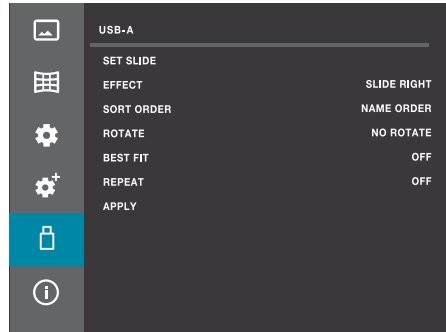 USB-A
SET SLIDE
EFFECT SLIDE RIGHT
SORT ORDER NAME ORDER
ROTATE NO ROTATE
BEST FIT OFF
REPEAT OFF
APPLY